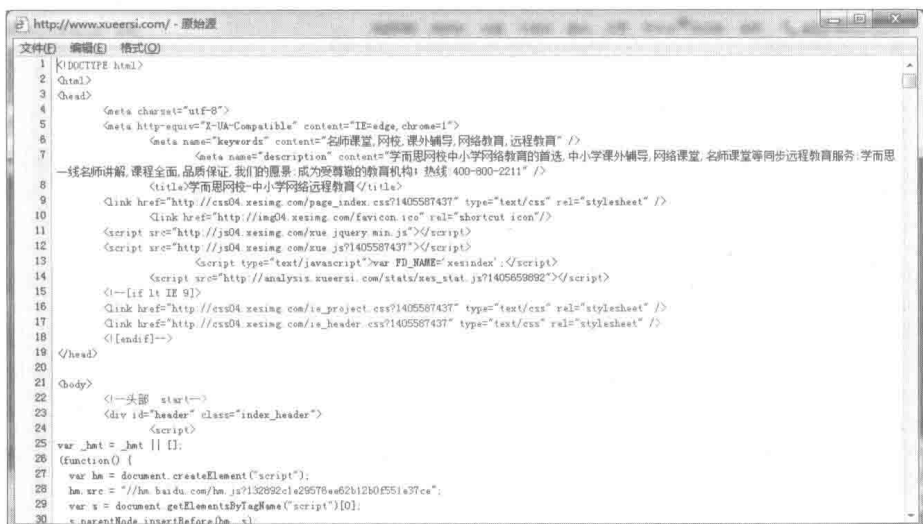 http://www.xueersi.com/ - 原始源
文件(F) 编辑(E) 格式(O)
1 <!DOCTYPE html>
2 <html>
3 <head>
4 <meta charset="utf-8">
5 <meta http-equiv="X-UA-Compatible" content="IE=edge,chrome=1">
6 <meta name="keywords" content="名师课堂,网校,课外辅导,网络教育,远程教育" />
7 <meta name="description" content="学而思网校中小学网络教育的首选,中小学课外辅导,网络课堂,名师课堂等同步远程教育服务;学而思
一线名师讲解,课程全面,品质保证,我们的愿景:成为受尊敬的教育机构! 热线:400-800-2211" />
8 <title>学而思网校-中小学网络远程教育</title>
9 <link href="http://css04.xesimg.com/page_index.css?1405587437" type="text/css" rel="stylesheet" />
10 <link href="http://img04.xesimg.com/favicon.ico" rel="shortcut icon"/>
11 <script src="http://js04.xesimg.com/xue.jquery.min.js"></script>
12 <script src="http://js04.xesimg.com/xue.js?1405587437"></script>
13 <script type="text/javascript">var FD_NAME='xesindex';</script>
14 <script src="http://analysis.xueersi.com/stats/xes_stat.js?1405659892"></script>
15 <!--[if lt IE 9]>
16 <link href="http://css04.xesimg.com/ie_project.css?1405587437" type="text/css" rel="stylesheet" />
17 <link href="http://css04.xesimg.com/ie_header.css?1405587437" type="text/css" rel="stylesheet" />
18 <![endif]-->
19 </head>
20
21 <body>
22 <!--头部 start-->
23 <div id="header" class="index_header">
24 <script>
25 var _hmt = _hmt || [];
26 (function() {
27 var hm = document.createElement("script");
28 hm.src = "//hm.baidu.com/hm.js?132892c1e29578ee62b12b0f551e37ce";
29 var s = document.getElementsByTagName("script")[0];
30 s.parentNode.insertBefore(hm, s)